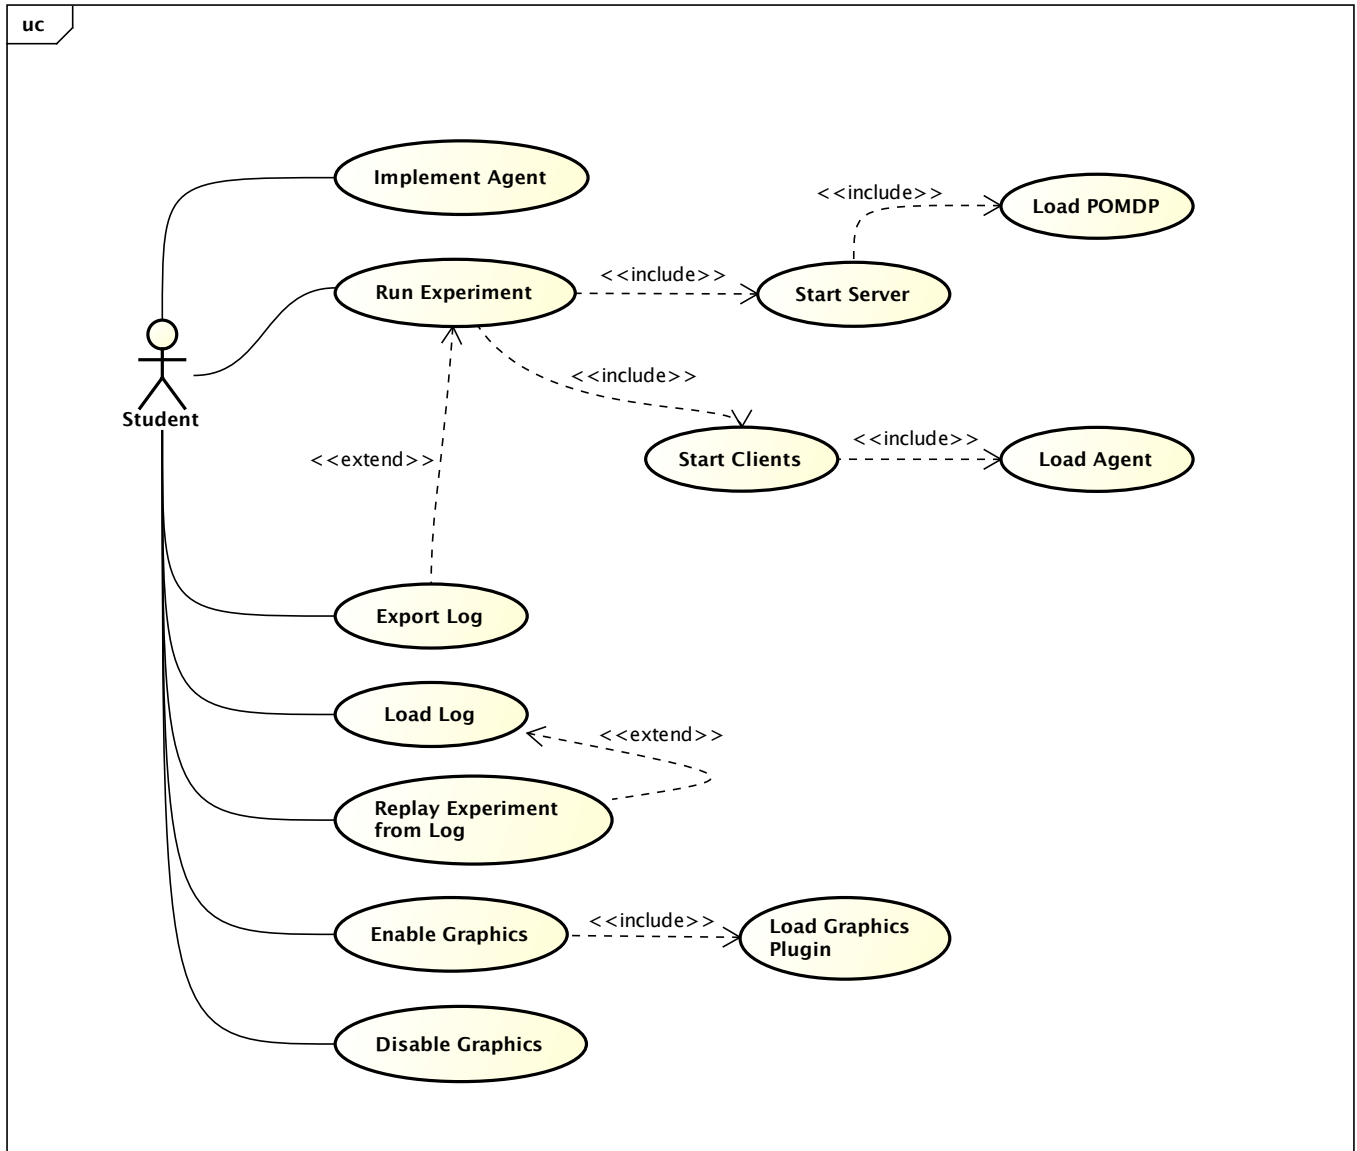 uc
Implement Agent
<<include>>
Load POMDP
Run Experiment
<<include>>
Start Server
Student
<<include>>
<<extend>>
Start Clients
<<include>>
Load Agent
Export Log
Load Log
<<extend>>
Replay Experiment
from Log
Enable Graphics
<<include>>
Load Graphics
Plugin
Disable Graphics